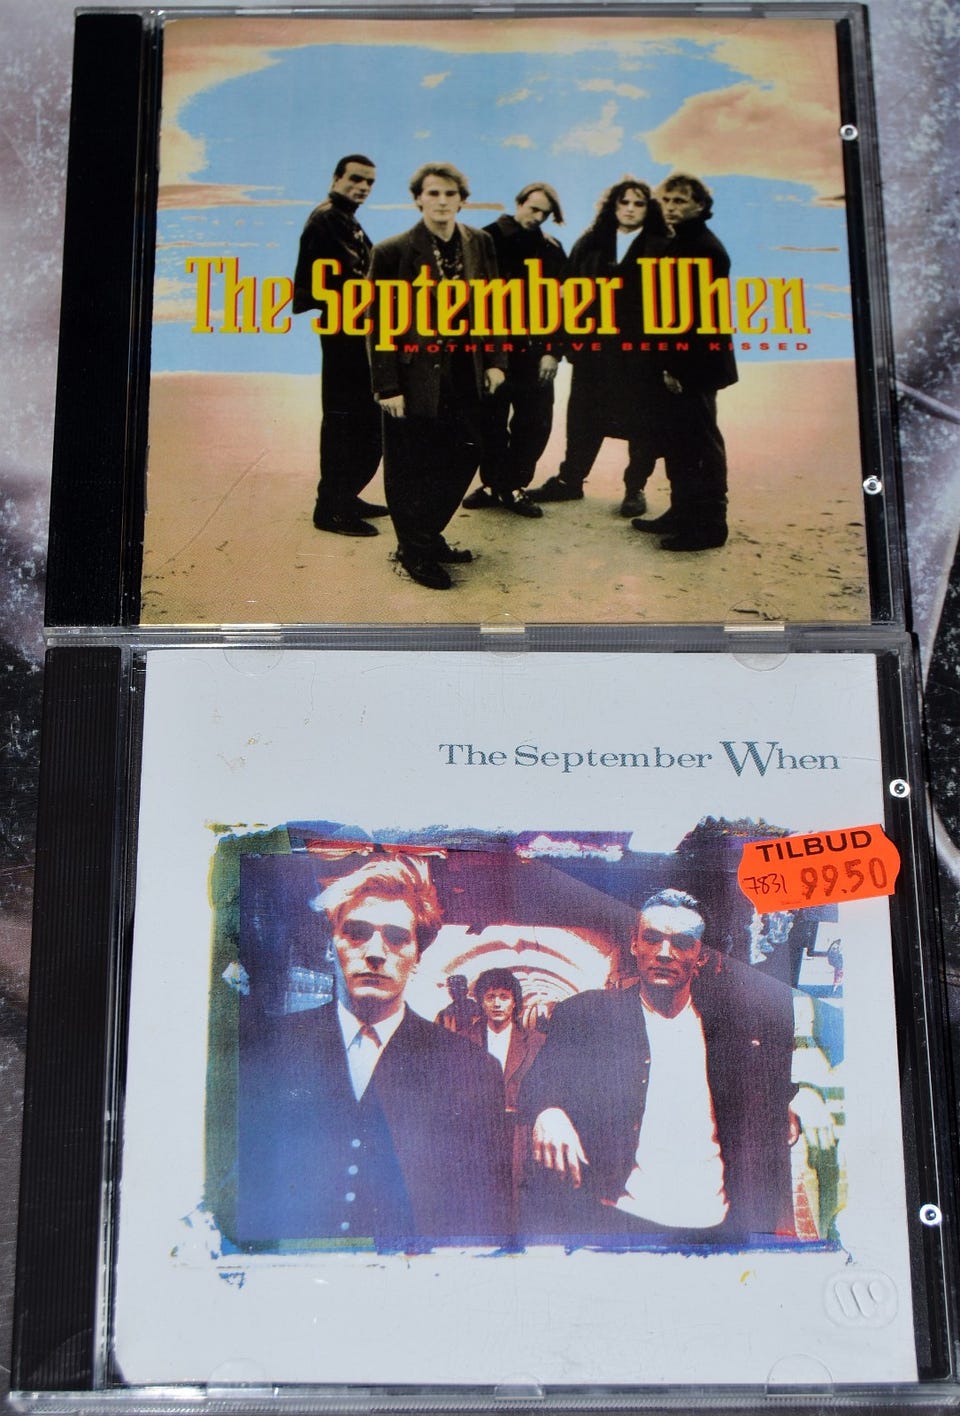 The September When
MOTHER, I'VE BEEN KISSED
The September When
TILBUD
7831 99.50